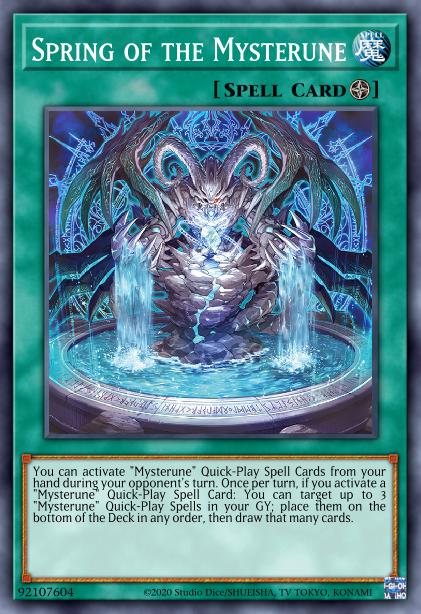 Spring of the Mysterune
SPELL
魔
[Spell Card]
You can activate "Mysterune" Quick-Play Spell Cards from your
hand during your opponent's turn. Once per turn, if you activate a
"Mysterune" Quick-Play Spell Card: You can target up to 3
"Mysterune" Quick-Play Spells in your GY; place them on the
bottom of the Deck in any order, then draw that many cards.
92107604
©2020 Studio Dice/SHUEISHA, TV TOKYO, KONAMI